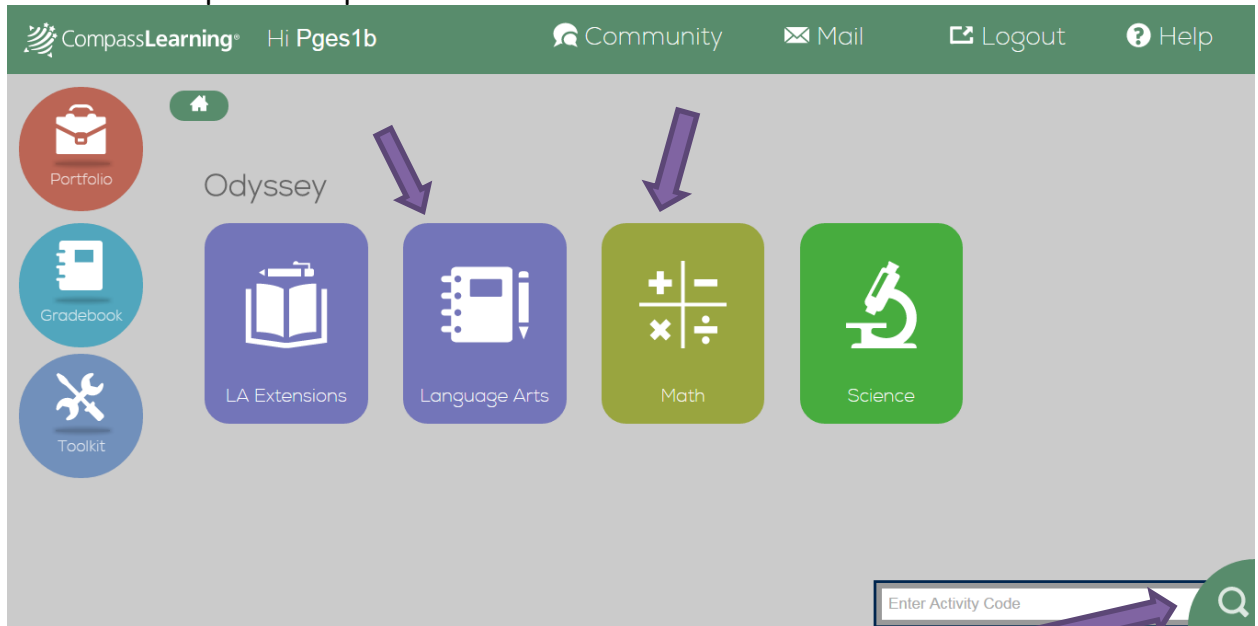 CompassLearning® Hi Pges1b Community Mail Logout Help
Portfolio
Odyssey
Gradebook
LA Extensions Language Arts Math Science
Toolkit
Enter Activity Code